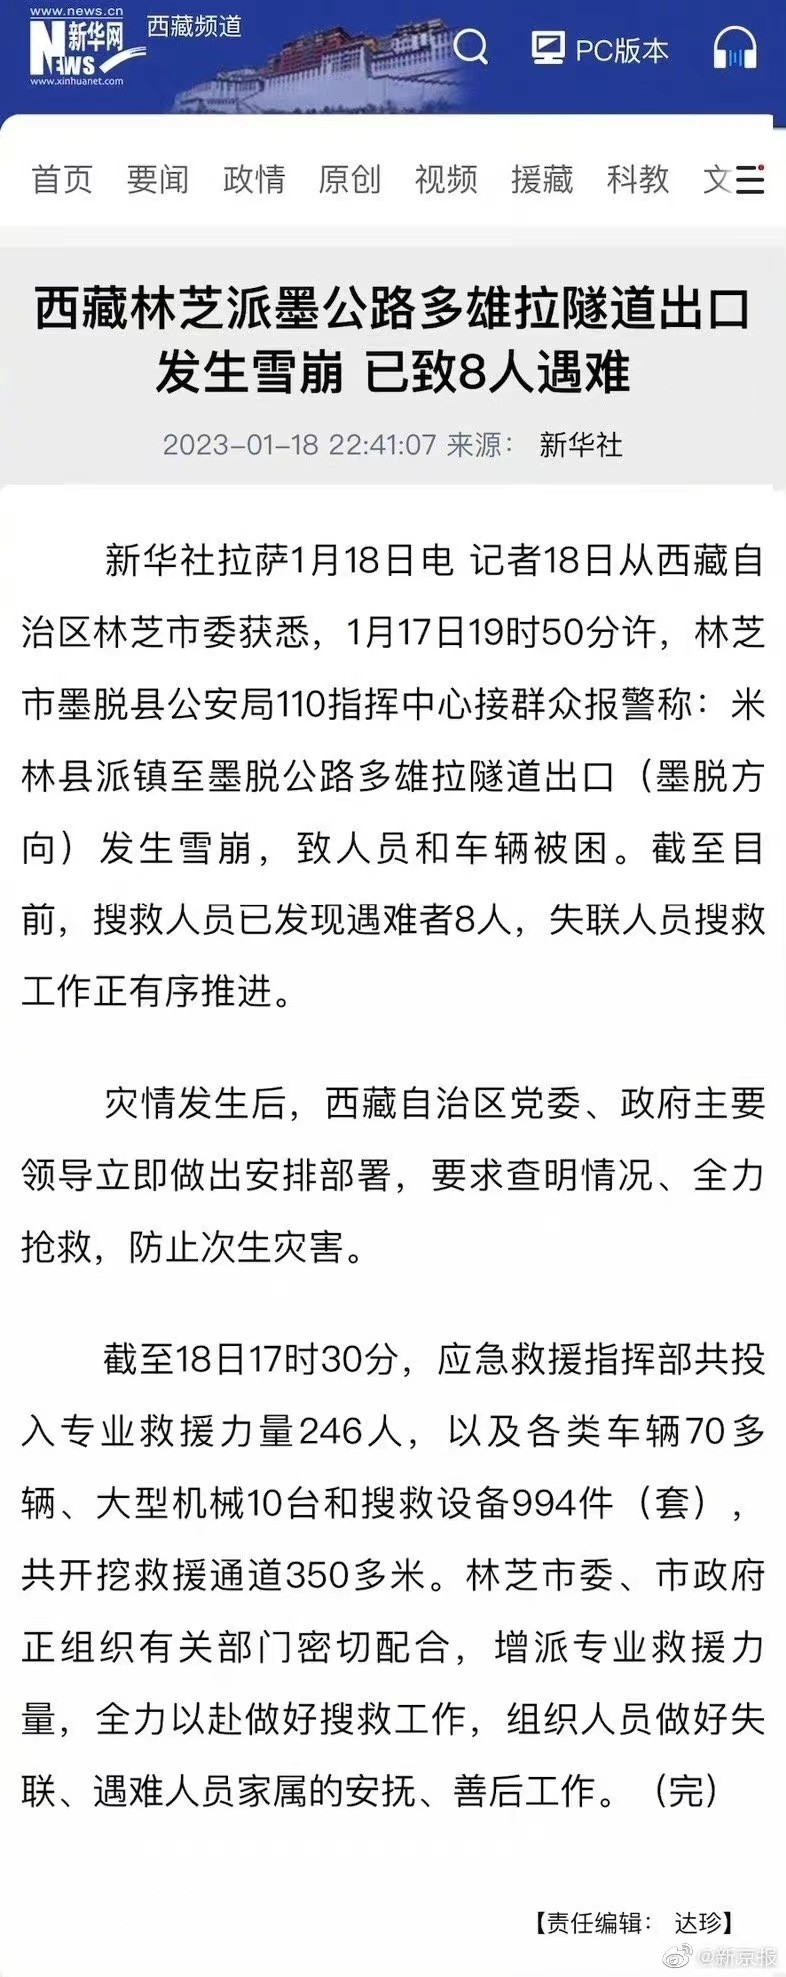 www.news.cn
新华网
NEWS
www.xinhuanet.com
西藏频道
PC版本
首页 要闻 政情 原创 视频 援藏 科教 文
西藏林芝派墨公路多雄拉隧道出口
发生雪崩 已致8人遇难
2023-01-18 22:41:07 来源： 新华社
新华社拉萨1月18日电 记者18日从西藏自
治区林芝市委获悉，1月17日19时50分许，林芝
市墨脱县公安局110指挥中心接群众报警称：米
林县派镇至墨脱公路多雄拉隧道出口（墨脱方
向）发生雪崩，致人员和车辆被困。截至目
前，搜救人员已发现遇难者8人，失联人员搜救
工作正有序推进。
灾情发生后，西藏自治区党委、政府主要
领导立即做出安排部署，要求查明情况、全力
抢救，防止次生灾害。
截至18日17时30分，应急救援指挥部共投
入专业救援力量246人，以及各类车辆70多
辆、大型机械10台和搜救设备994件（套），
共开挖救援通道350多米。林芝市委、市政府
正组织有关部门密切配合，增派专业救援力
量，全力以赴做好搜救工作，组织人员做好失
联、遇难人员家属的安抚、善后工作。（完）
【责任编辑： 达珍】
@新京报